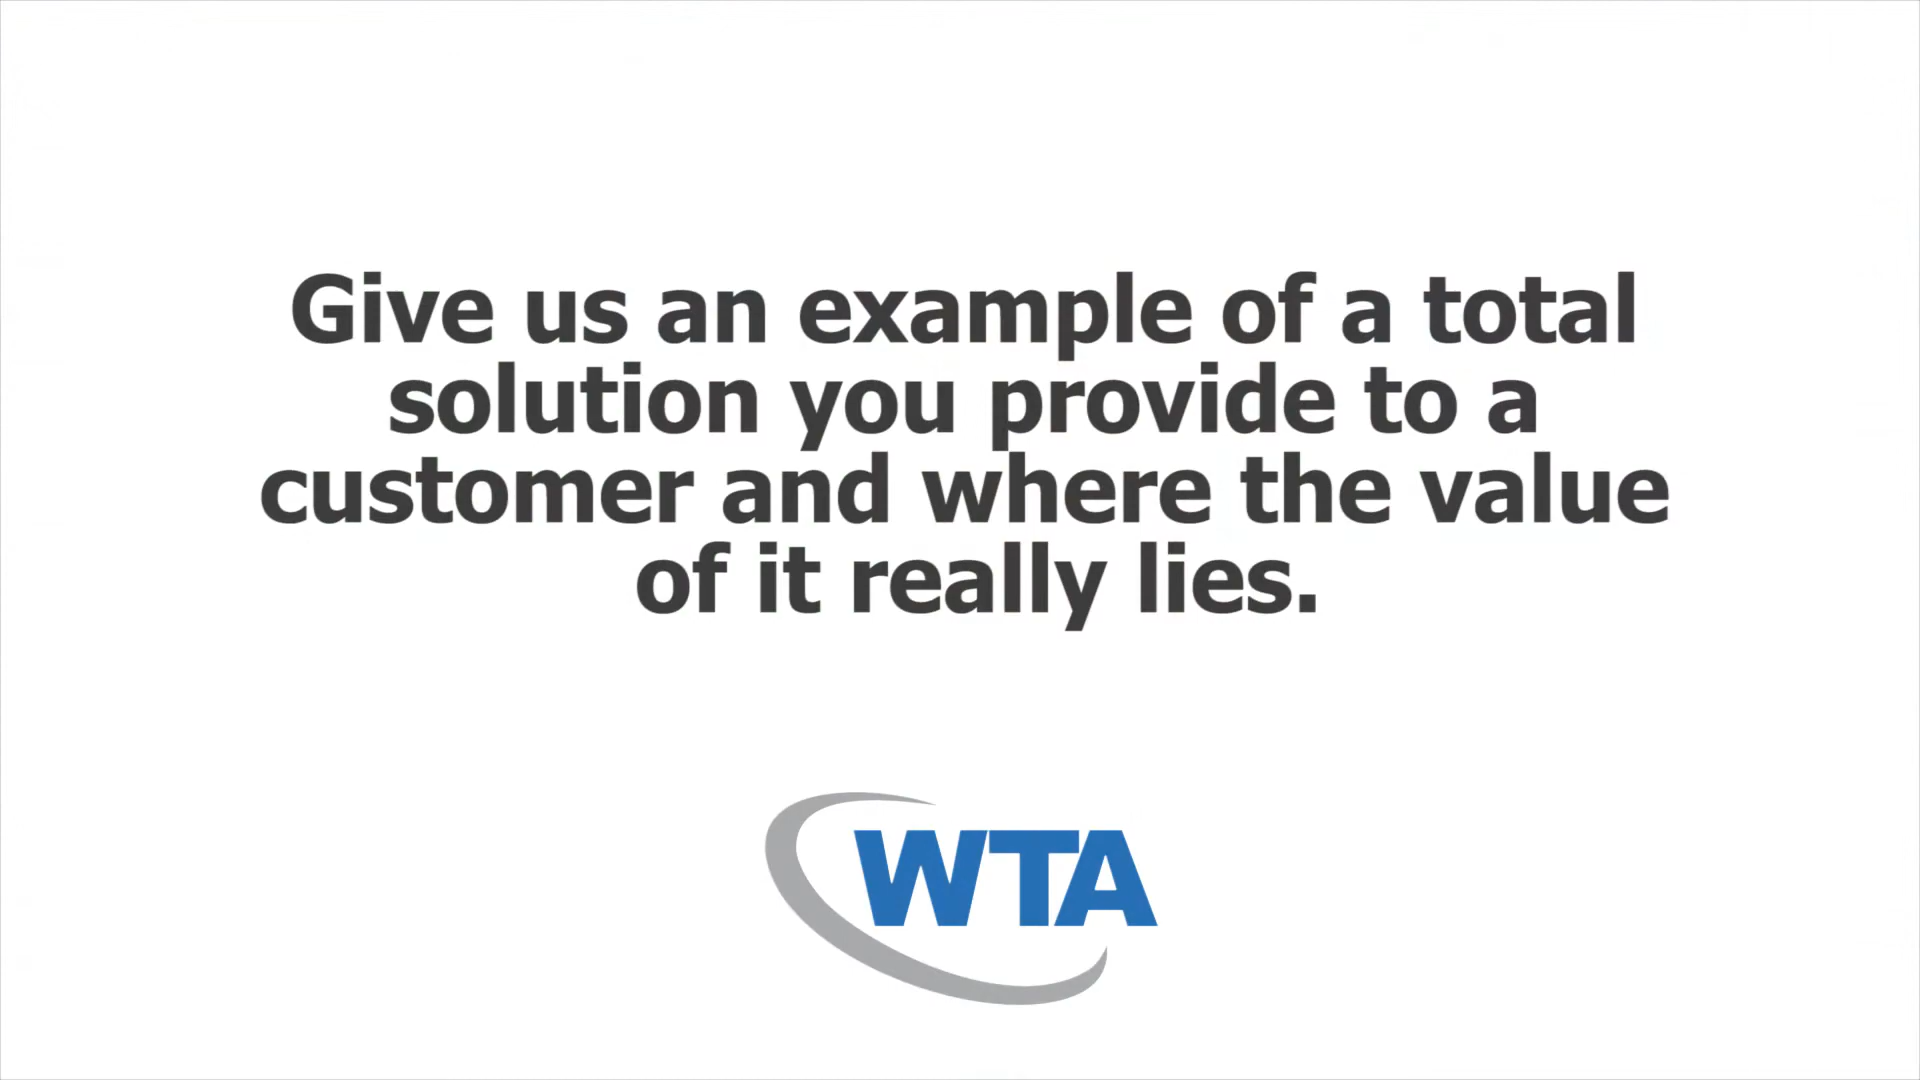 Give us an example of a total
solution you provide to a
customer and where the value
of it really lies.
WTA